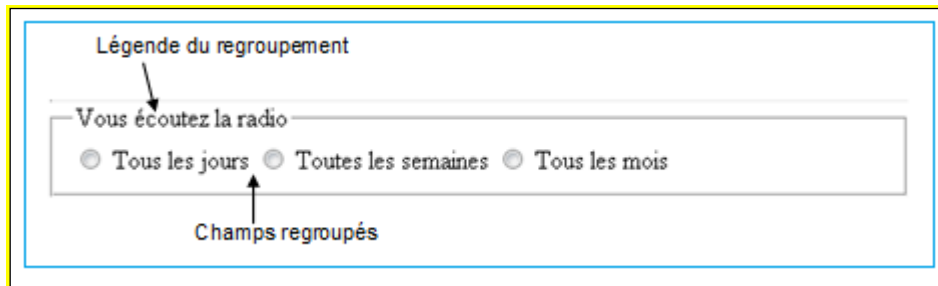 Légende du regroupement
Vous écoutez la radio
Tous les jours Toutes les semaines Tous les mois
Champs regroupés